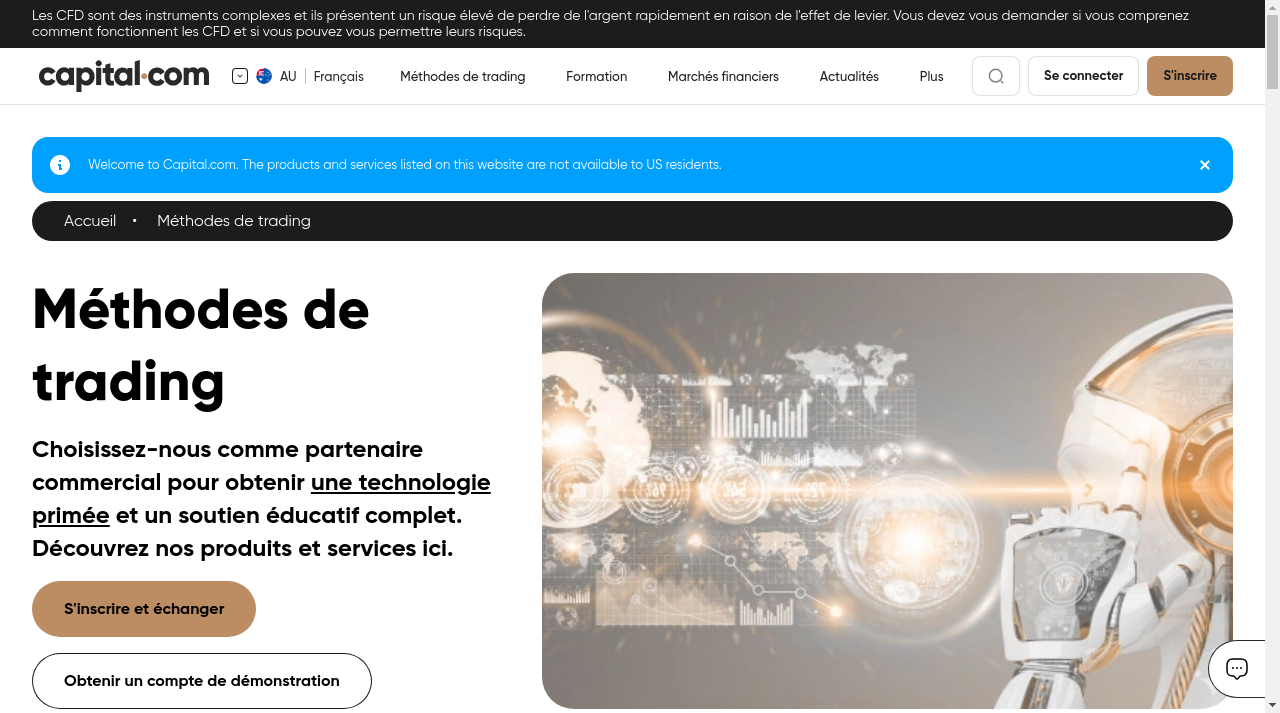 Les CFD sont des instruments complexes et ils présentent un risque élevé de perdre de l'argent rapidement en raison de l'effet de levier. Vous devez vous demander si vous comprenez
comment fonctionnent les CFD et si vous pouvez vous permettre leurs risques.
capital.com AU Français Méthodes de trading Formation Marchés financiers Actualités Plus Se connecter S'inscrire
Welcome to Capital.com. The products and services listed on this website are not available to US residents.
Accueil • Méthodes de trading
Méthodes de
trading
Choisissez-nous comme partenaire
commercial pour obtenir une technologie
primée et un soutien éducatif complet.
Découvrez nos produits et services ici.
S'inscrire et échanger
Obtenir un compte de démonstration